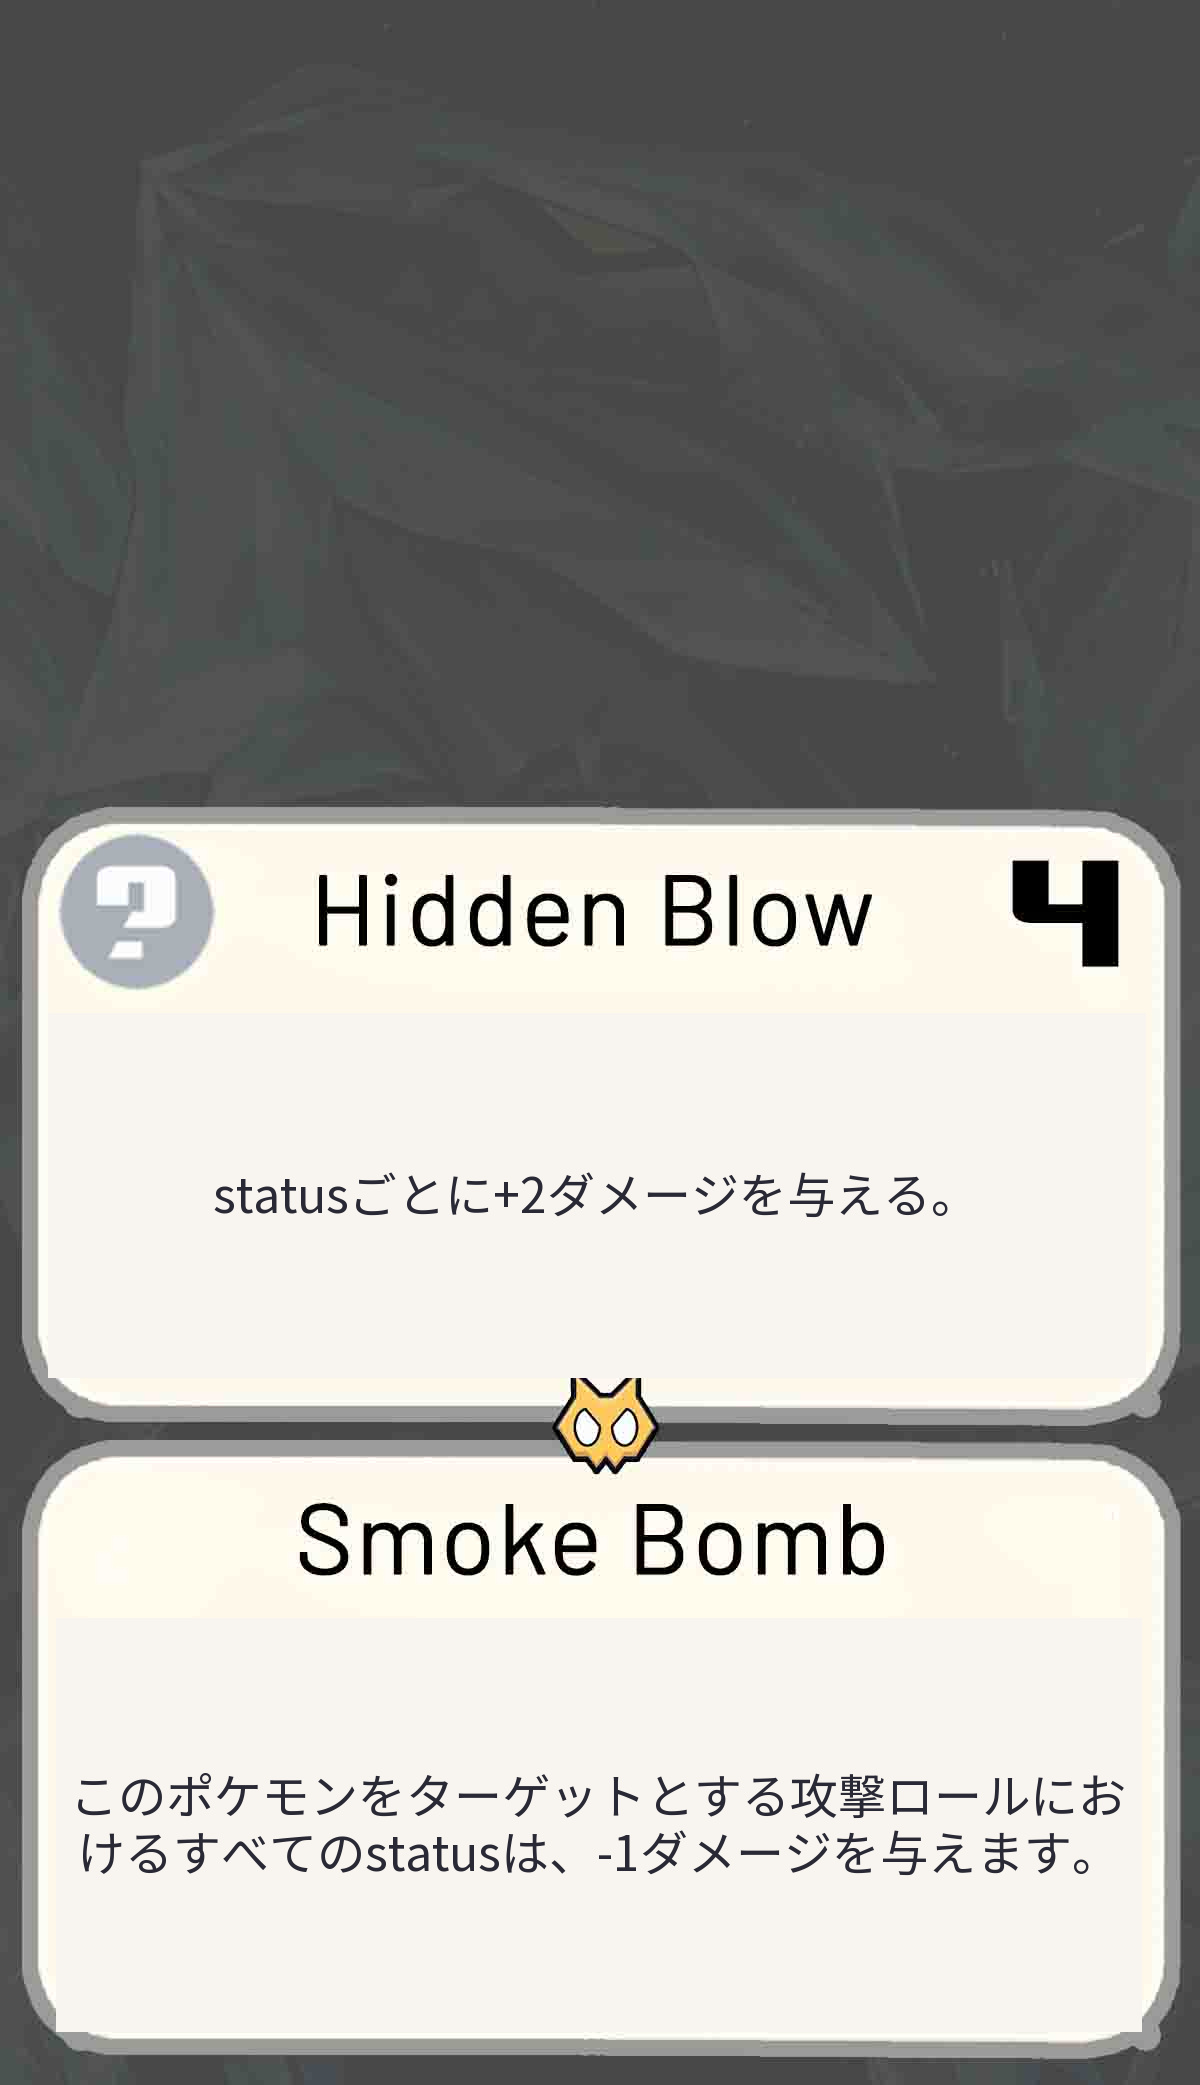 ?
Hidden Blow
4
statusごとに+2ダメージを与える。
Smoke Bomb
このポケモンをターゲットとする攻撃ロールにお
けるすべてのstatusは、-1ダメージを与えます。